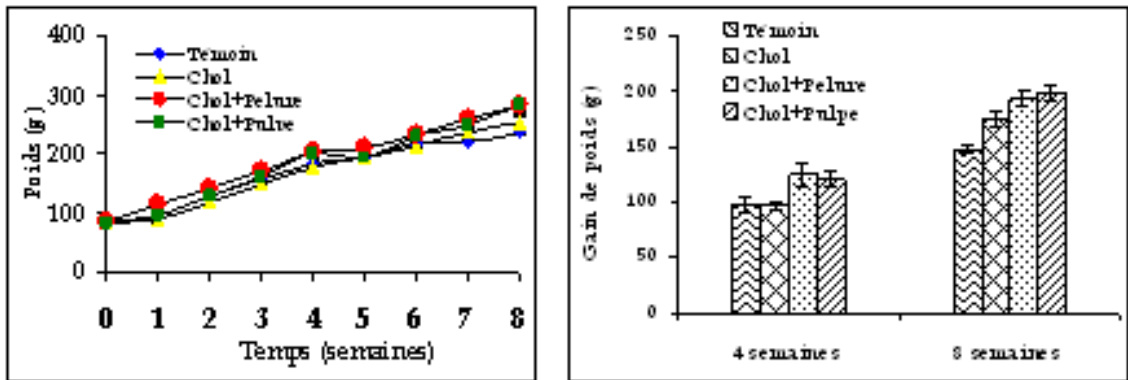 400
300
200
100
0
Poids (g)
Temoin
Chol
Chol+Pelure
Chol+Pulpe
0 1 2 3 4 5 6 7 8
Temps (semaines)
250
200
150
100
50
0
Gain de poids (g)
Temoin
Chol
Chol+Pelure
Chol+Pulpe
4 semaines
8 semaines